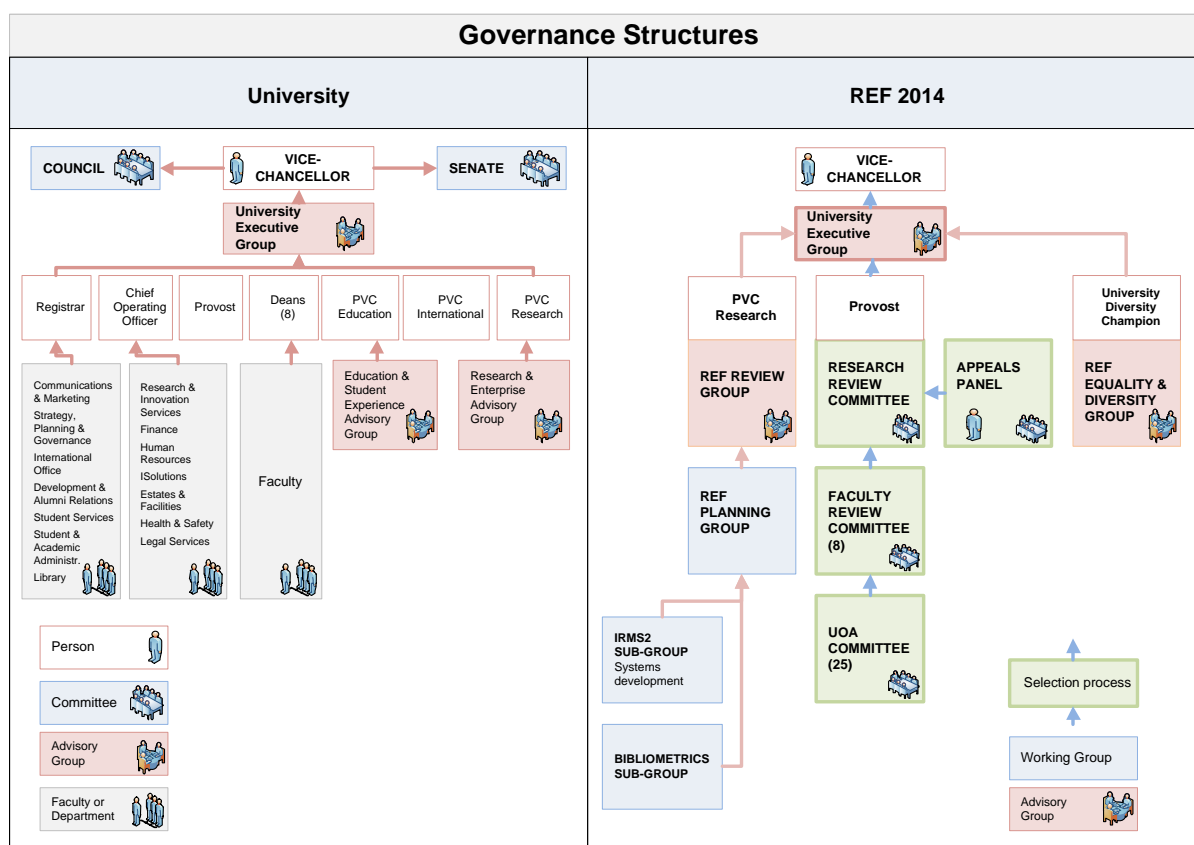 Governance Structures
University
REF 2014
COUNCIL
VICE-
CHANCELLOR
SENATE
University
Executive
Group
Registrar
Chief
Operating
Officer
Provost
Deans
(8)
PVC
Education
PVC
International
PVC
Research
Communications
& Marketing
Strategy,
Planning &
Governance
International
Office
Development &
Alumni Relations
Student Services
Student &
Academic
Administr.
Library
Research &
Innovation
Services
Finance
Human
Resources
ISolutions
Estates &
Facilities
Health & Safety
Legal Services
Faculty
Education &
Student
Experience
Advisory
Group
Research &
Enterprise
Advisory
Group
Person
Committee
Advisory
Group
Faculty or
Department
VICE-
CHANCELLOR
University
Executive
Group
PVC
Research
Provost
University
Diversity
Champion
REF REVIEW
GROUP
RESEARCH
REVIEW
COMMITTEE
APPEALS
PANEL
REF
EQUALITY &
DIVERSITY
GROUP
REF
PLANNING
GROUP
FACULTY
REVIEW
COMMITTEE
(8)
IRMS2
SUB-GROUP
Systems
development
UOA
COMMITTEE
(25)
BIBLIOMETRICS
SUB-GROUP
Selection process
Working Group
Advisory
Group